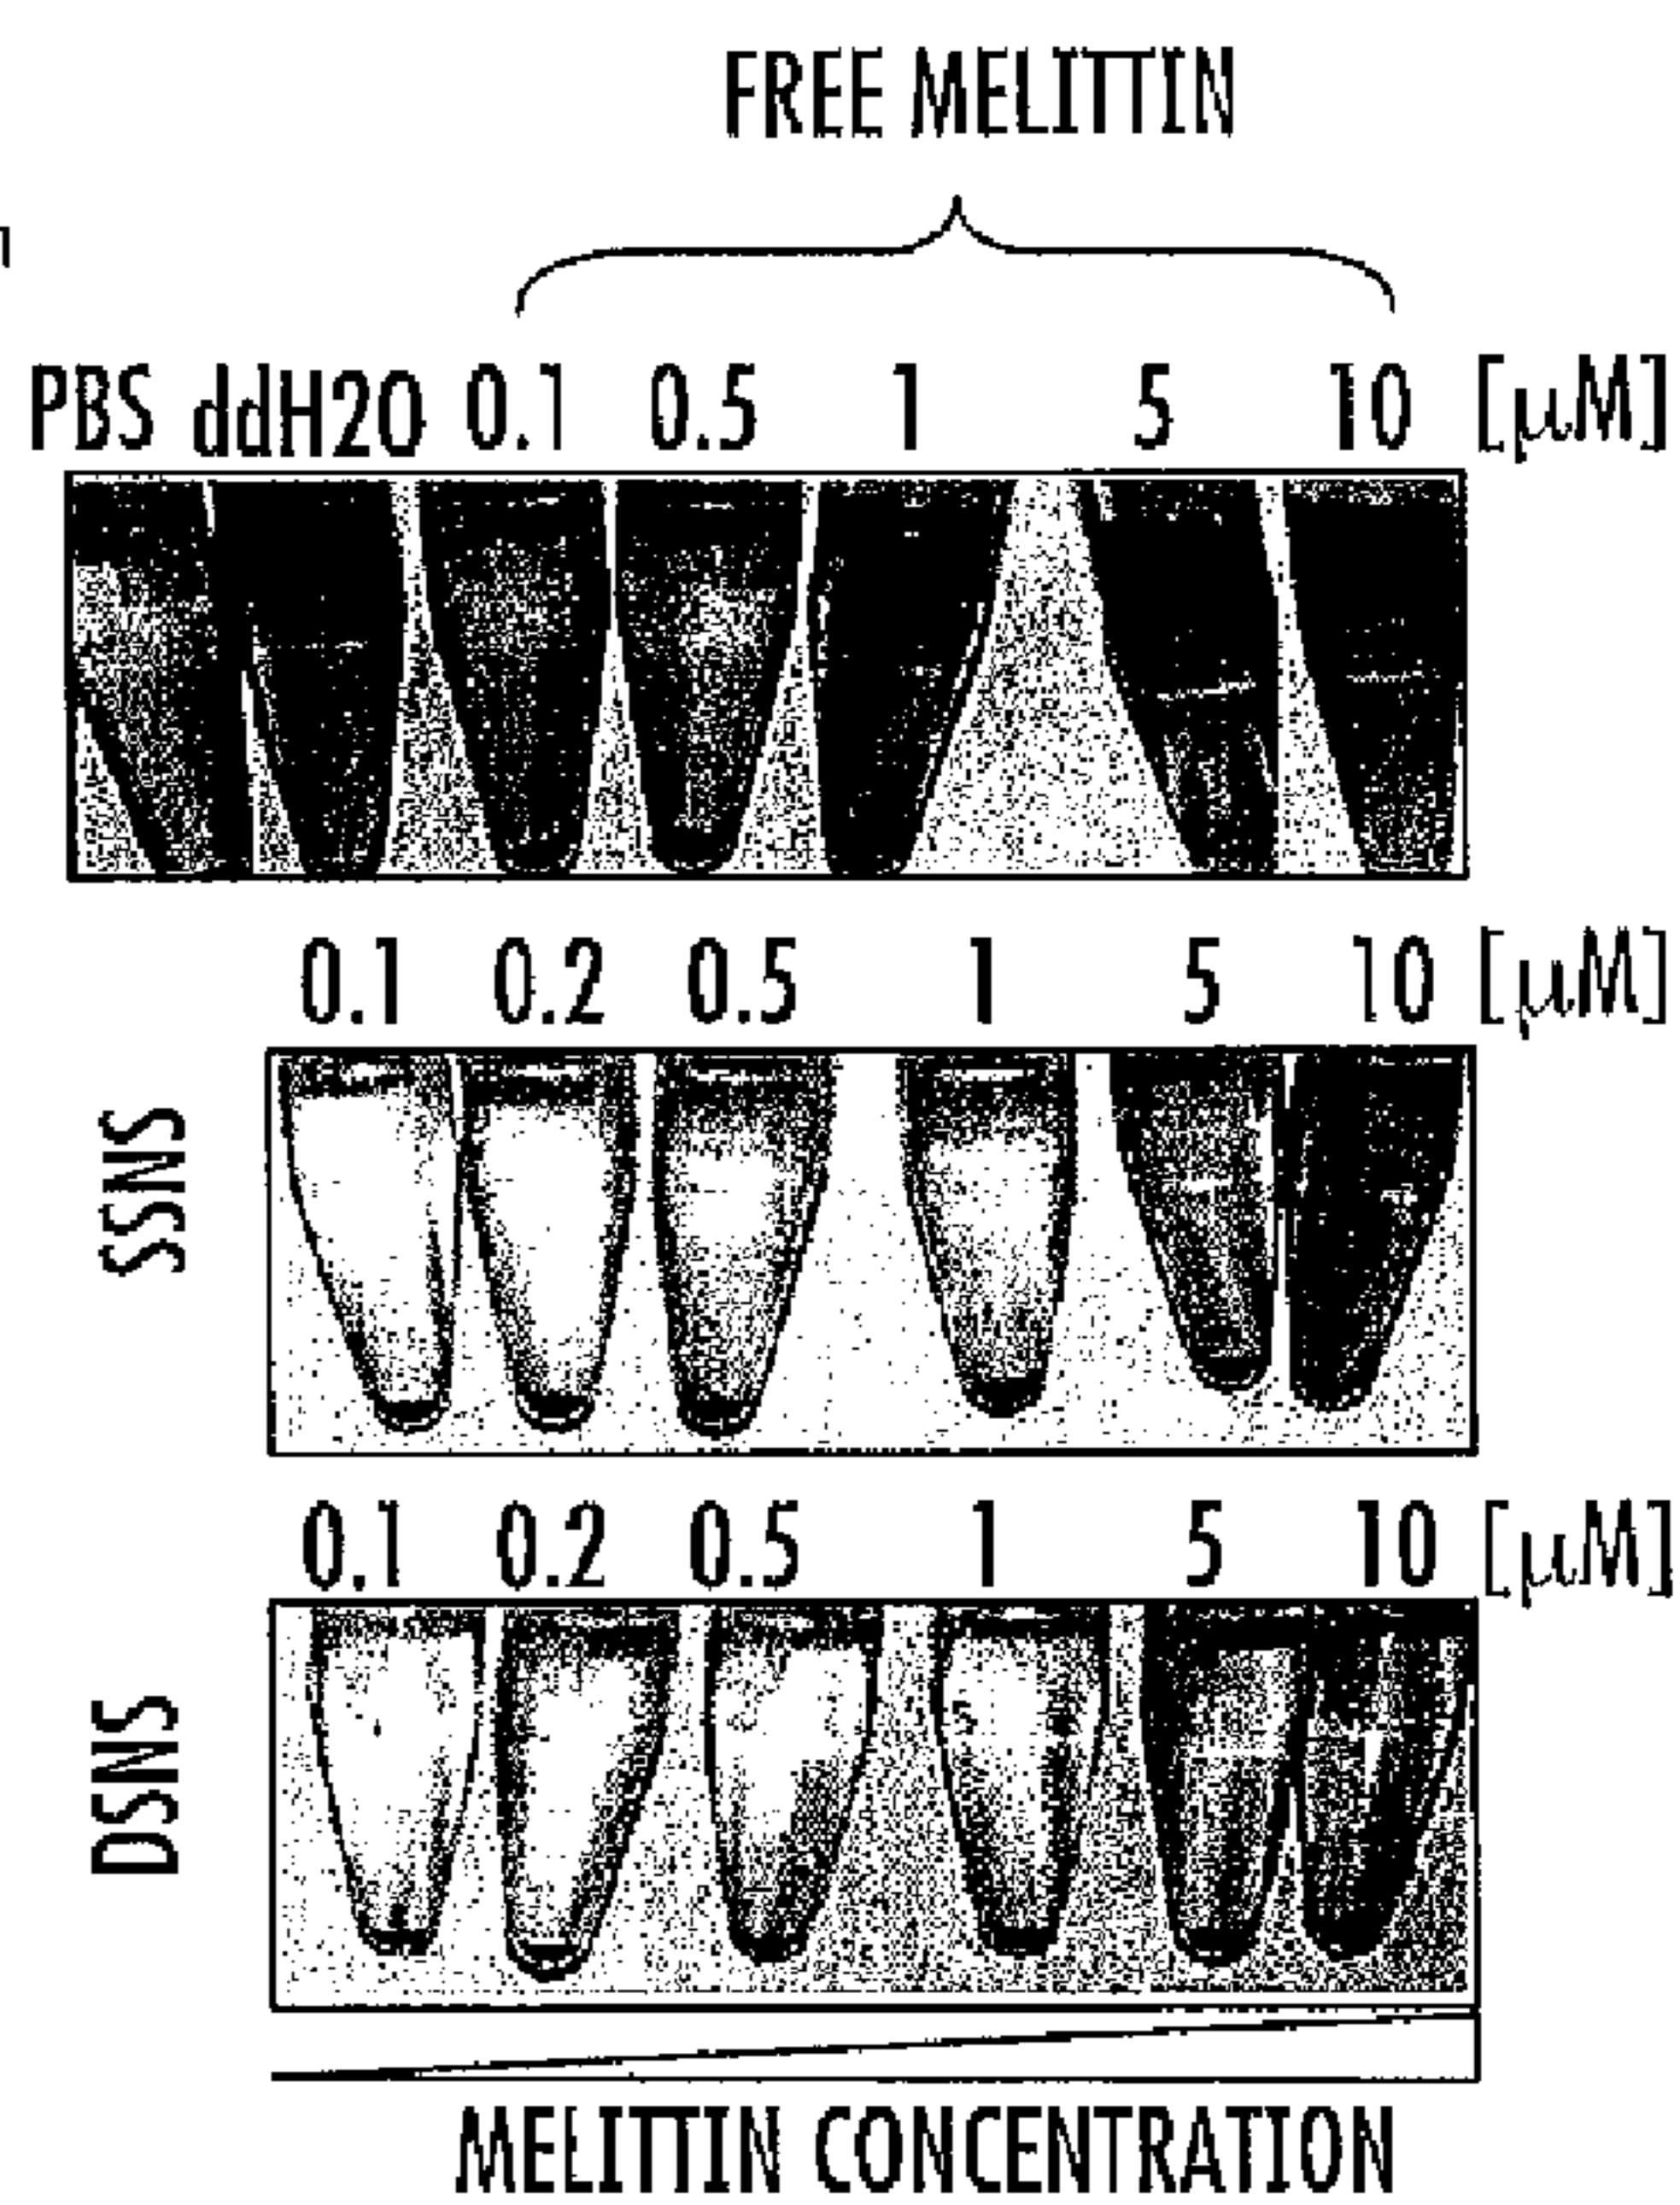 FREE MELITTIN
PBS ddH2O 0.1 0.5 1 5 10 [µM]
0.1 0.2 0.5 1 5 10 [µM]
SSNS
0.1 0.2 0.5 1 5 10 [µM]
DSNS
MELITTIN CONCENTRATION